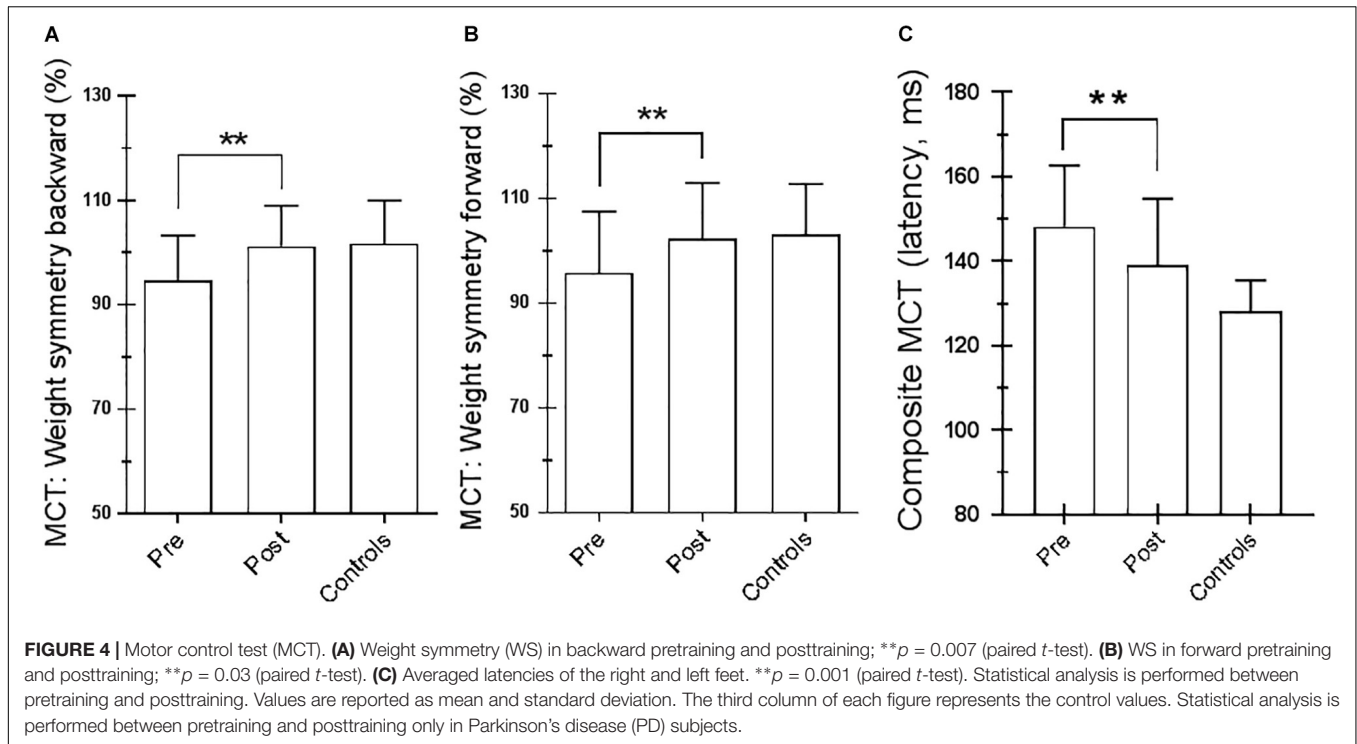 A
MCT: Weight symmetry backward (%)
130
110
90
70
50
**
Pre
Post
Controls
B
MCT: Weight symmetry forward (%)
130
110
90
70
50
**
Pre
Post
Controls
C
Composite MCT (latency, ms)
180
160
140
120
100
80
**
Pre
Post
Controls
FIGURE 4 | Motor control test (MCT). (A) Weight symmetry (WS) in backward pretraining and posttraining; **p = 0.007 (paired t-test). (B) WS in forward pretraining
and posttraining; **p = 0.03 (paired t-test). (C) Averaged latencies of the right and left feet. **p = 0.001 (paired t-test). Statistical analysis is performed between
pretraining and posttraining. Values are reported as mean and standard deviation. The third column of each figure represents the control values. Statistical analysis is
performed between pretraining and posttraining only in Parkinson's disease (PD) subjects.